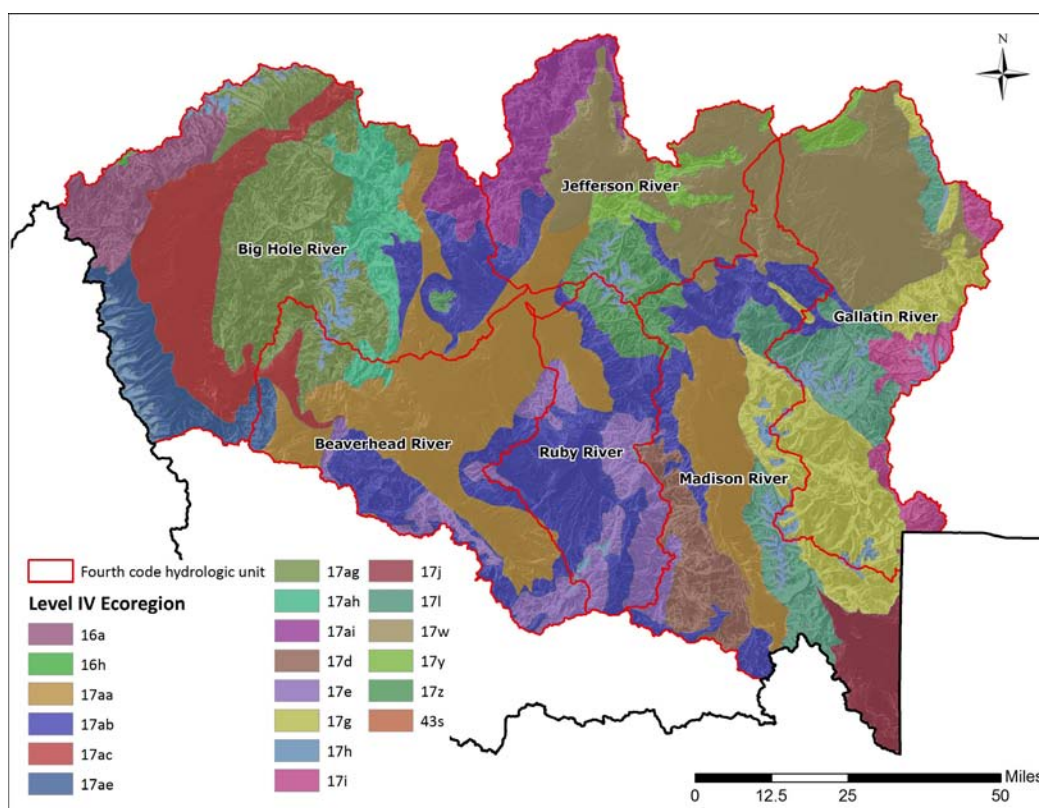 N
Jefferson River
Big Hole River
Gallatin River
Beaverhead River
Ruby River
Madison River
Fourth code hydrologic unit
Level IV Ecoregion
16a
16h
17aa
17ab
17ac
17ae
17ag
17ah
17ai
17d
17e
17g
17h
17i
17j
17l
17w
17y
17z
43s
Miles
0 12.5 25 50